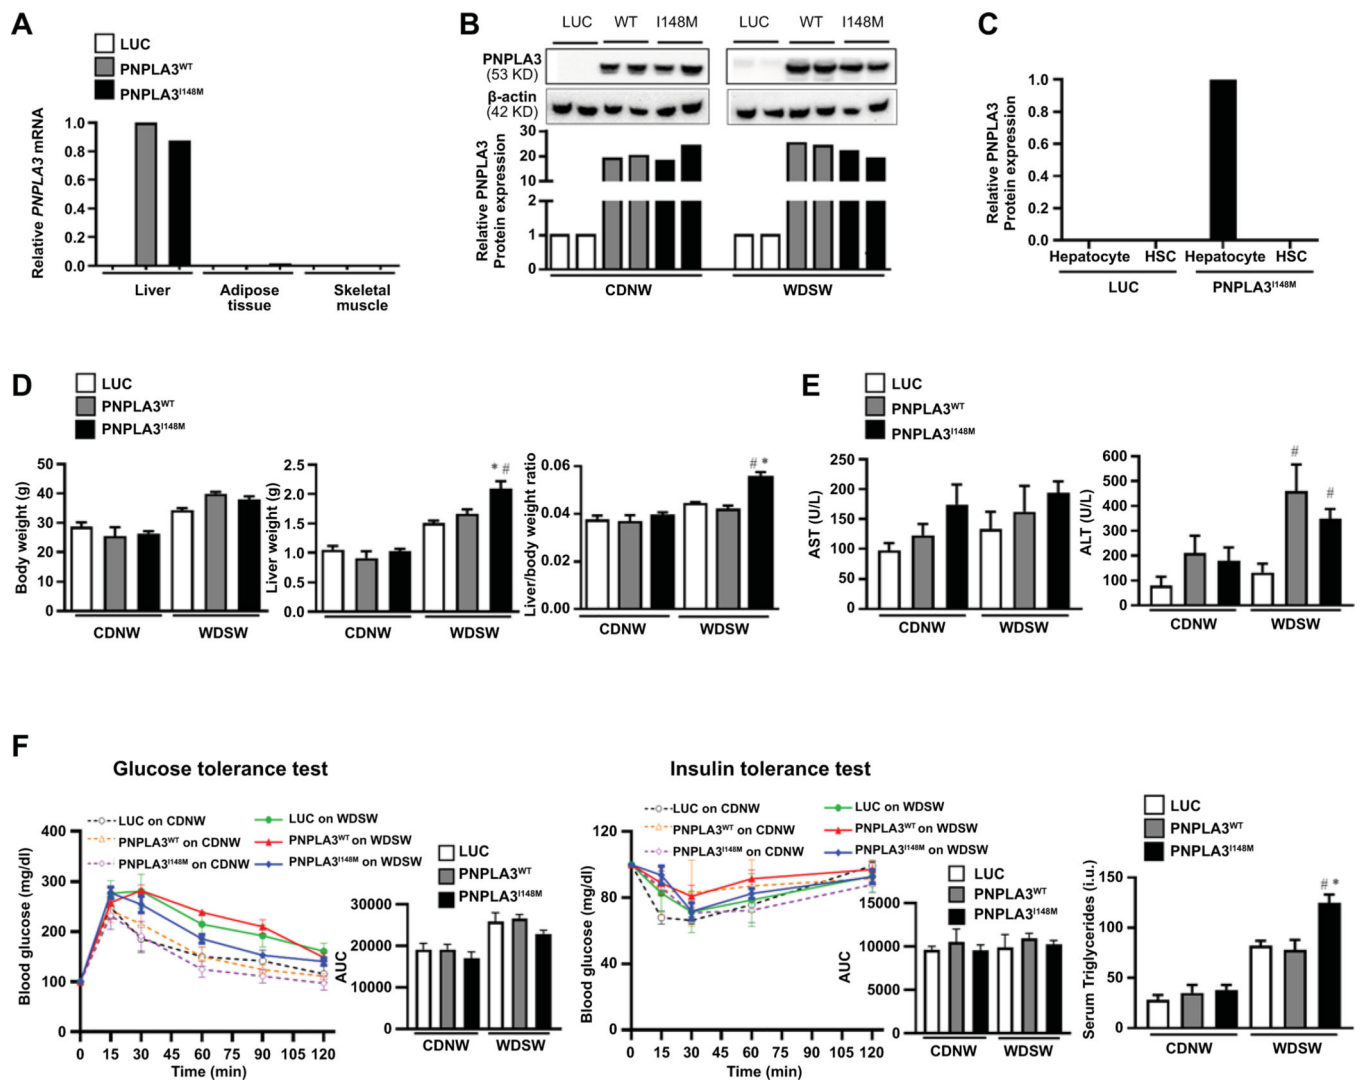 A
LUC
PNPLA3WT
PNPLA3I148M
Relative PNPLA3 mRNA
1.0
0.8
0.6
0.4
0.2
0.0
Liver
Adipose
tissue
Skeletal
muscle
B
LUC WT I148M LUC WT I148M
PNPLA3
(53 KD)
β-actin
(42 KD)
Relative PNPLA3
Protein expression
30
20
10
2
1
0
CDNW WDSW
C
Relative PNPLA3
Protein expression
1.0
0.8
0.6
0.4
0.2
0.0
Hepatocyte HSC Hepatocyte HSC
LUC PNPLA3I148M
D
LUC
PNPLA3WT
PNPLA3I148M
Body weight (g)
50
40
30
20
10
0
CDNW WDSW
Liver weight (g)
2.5
2.0
1.5
1.0
0.5
0.0
* #
CDNW WDSW
Liver/body weight ratio
0.06
0.04
0.02
0.00
# *
CDNW WDSW
E
LUC
PNPLA3WT
PNPLA3I148M
AST (U/L)
250
200
150
100
50
0
CDNW WDSW
ALT (U/L)
600
500
400
300
200
100
0
#
#
CDNW WDSW
F
Glucose tolerance test
LUC on CDNW
PNPLA3WT on CDNW
PNPLA3I148M on CDNW
LUC on WDSW
PNPLA3WT on WDSW
PNPLA3I148M on WDSW
Blood glucose (mg/dl)
400
300
200
100
0
0 15 30 45 60 75 90 105 120
Time (min)
LUC
PNPLA3WT
PNPLA3I148M
AUC
30000
20000
10000
0
CDNW WDSW
Insulin tolerance test
LUC on CDNW
PNPLA3WT on CDNW
PNPLA3I148M on CDNW
LUC on WDSW
PNPLA3WT on WDSW
PNPLA3I148M on WDSW
Blood glucose (mg/dl)
120
80
40
0
0 15 30 45 60 75 90 105 120
Time (min)
LUC
PNPLA3WT
PNPLA3I148M
AUC
15000
10000
5000
0
CDNW WDSW
LUC
PNPLA3WT
PNPLA3I148M
Serum Triglycerides (i.u.)
150
100
50
0
# *
CDNW WDSW